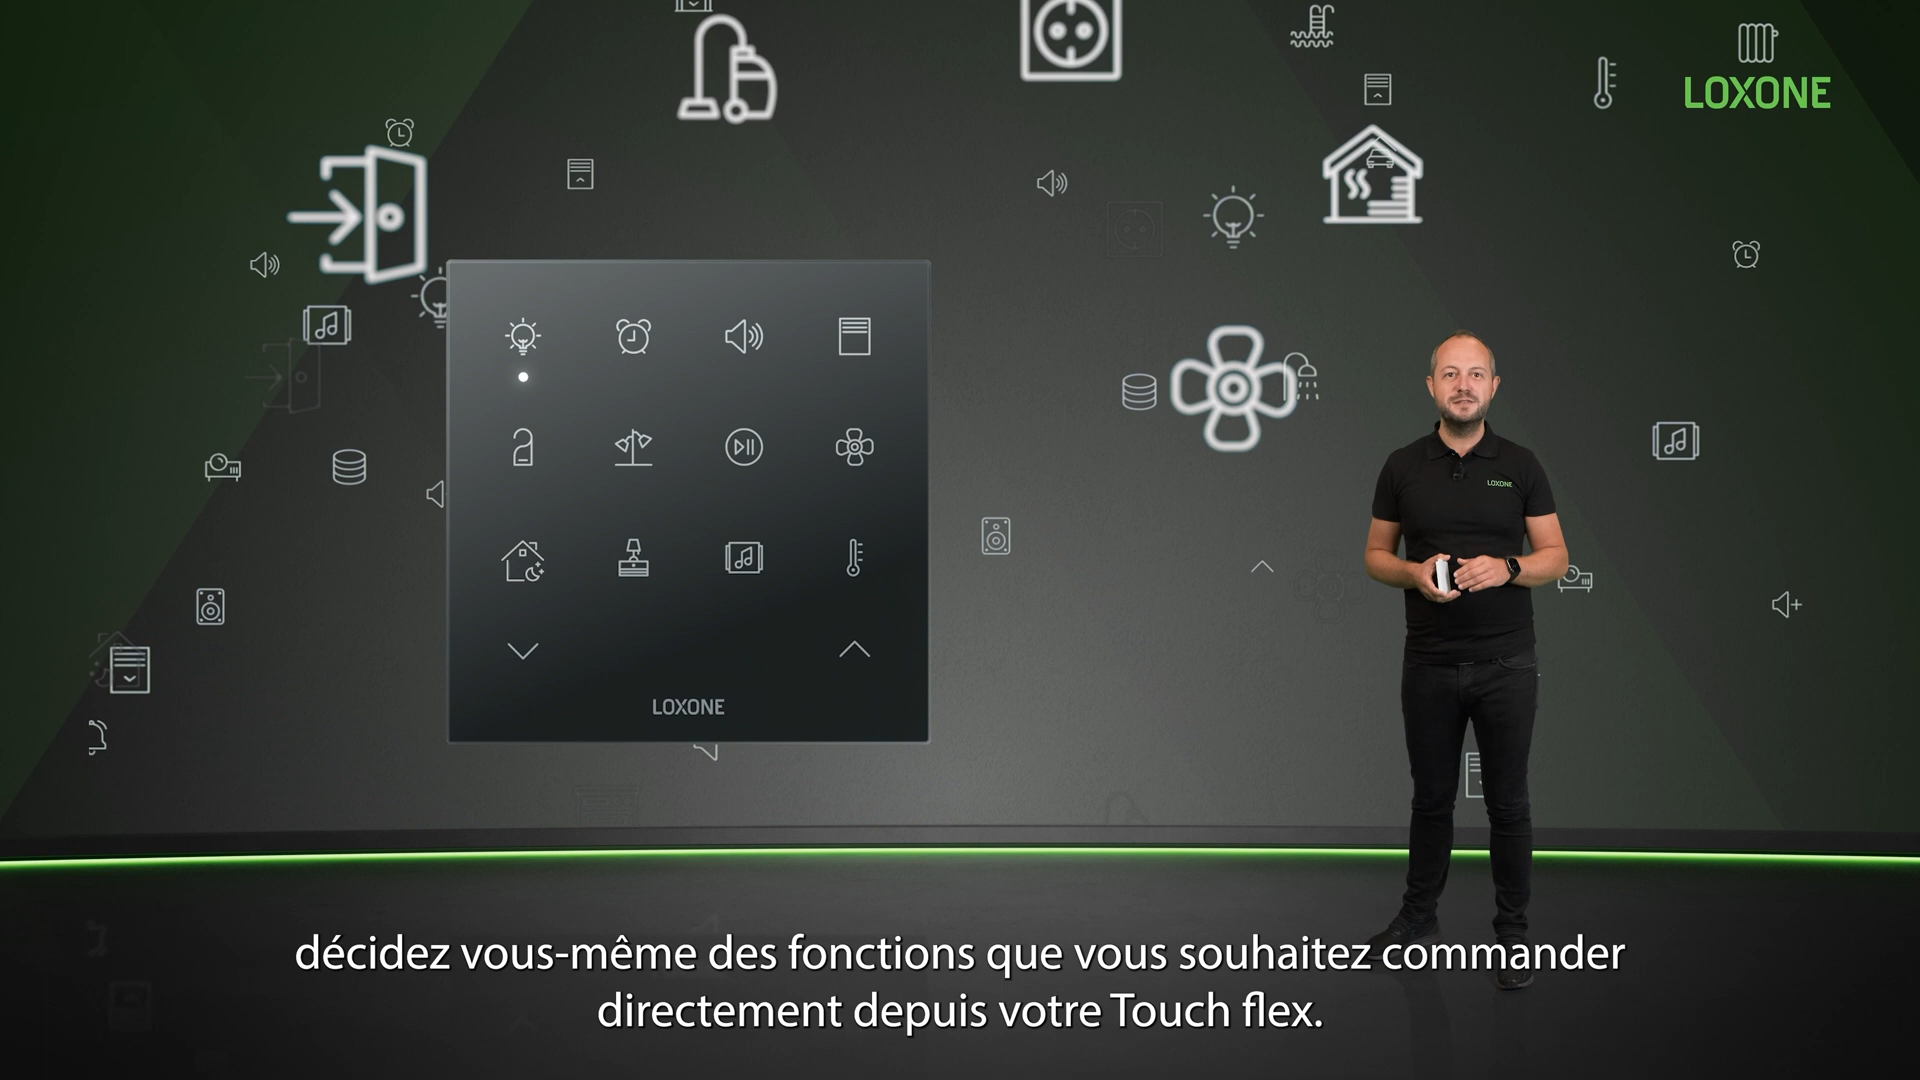 LOXONE
LOXONE
LOXONE
décidez vous-même des fonctions que vous souhaitez commander
directement depuis votre Touch flex.